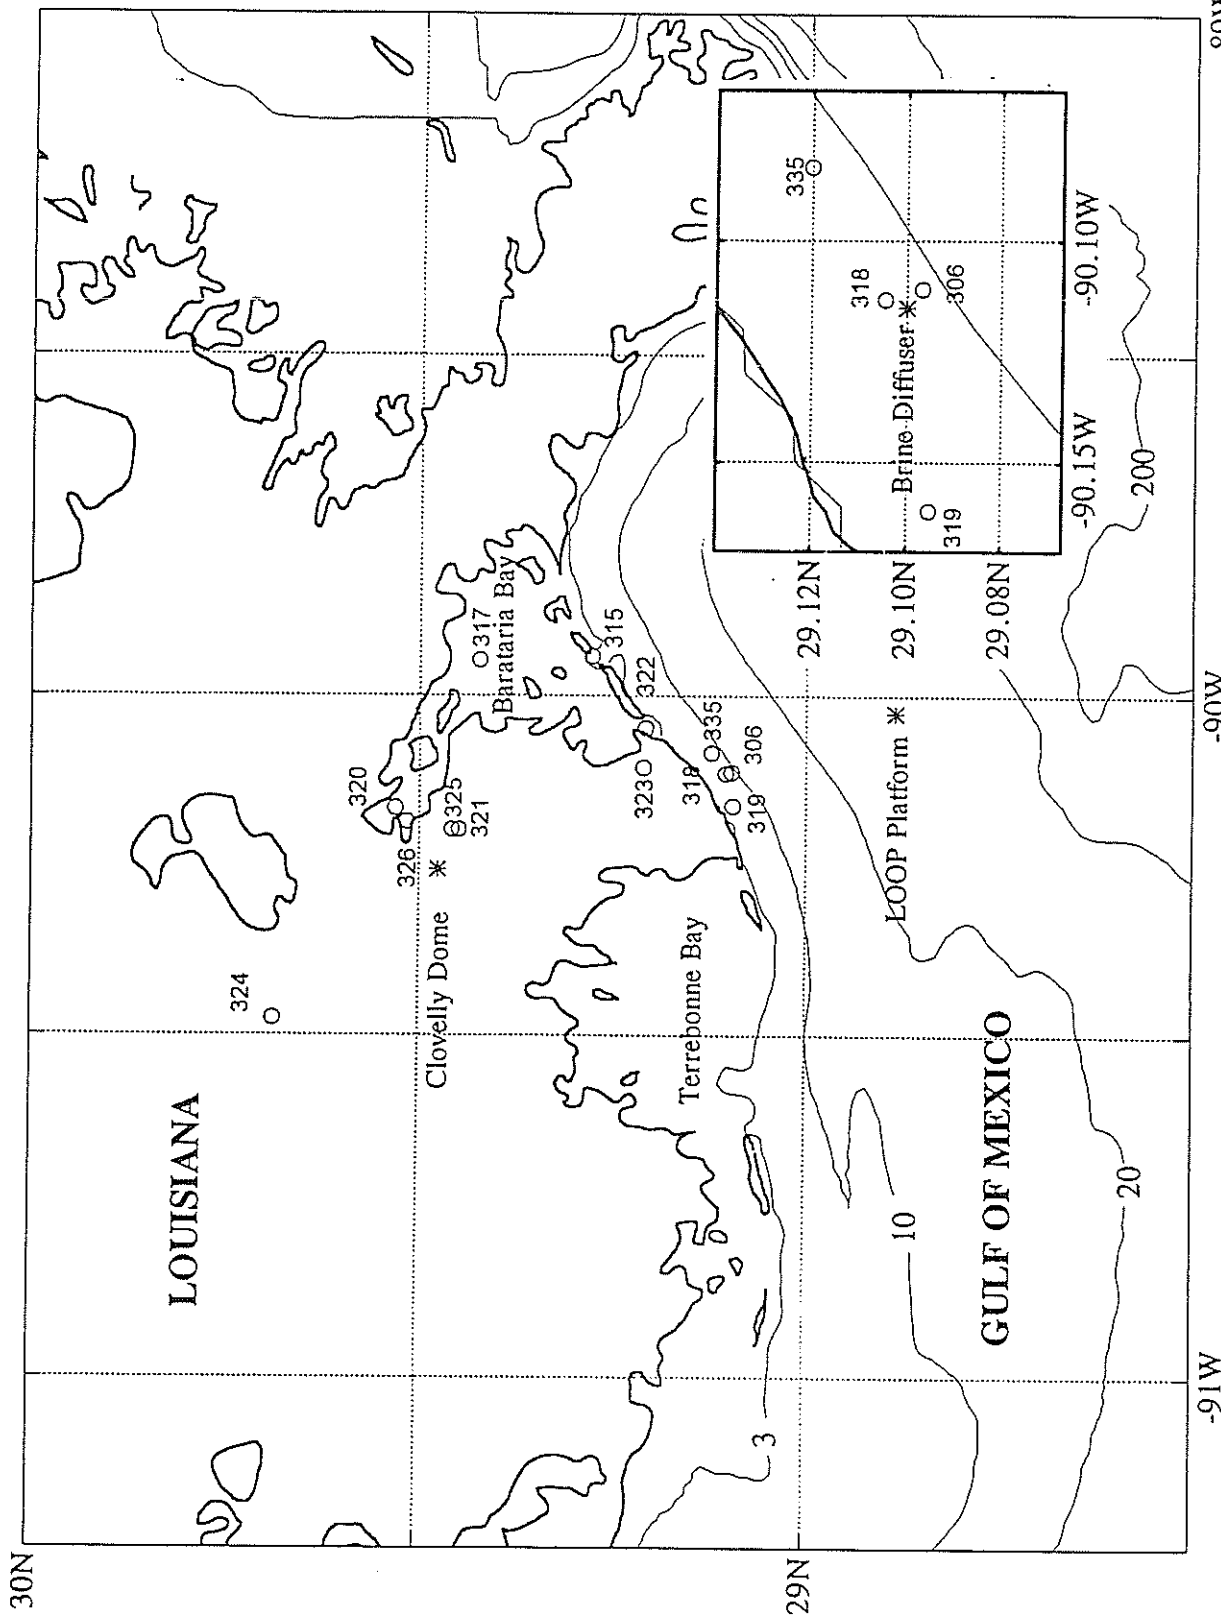 30N
LOUISIANA
324
320
326
Clovelly Dome
325
321
317
Barataria Bay
315
322
323
335
318
306
319
Terrebonne Bay
29N
3
10
20
200
LOOP Platform
GULF OF MEXICO
-91W
-90W
335
318
306
Brine Diffuser
319
29.12N
29.10N
29.08N
-90.15W
-90.10W